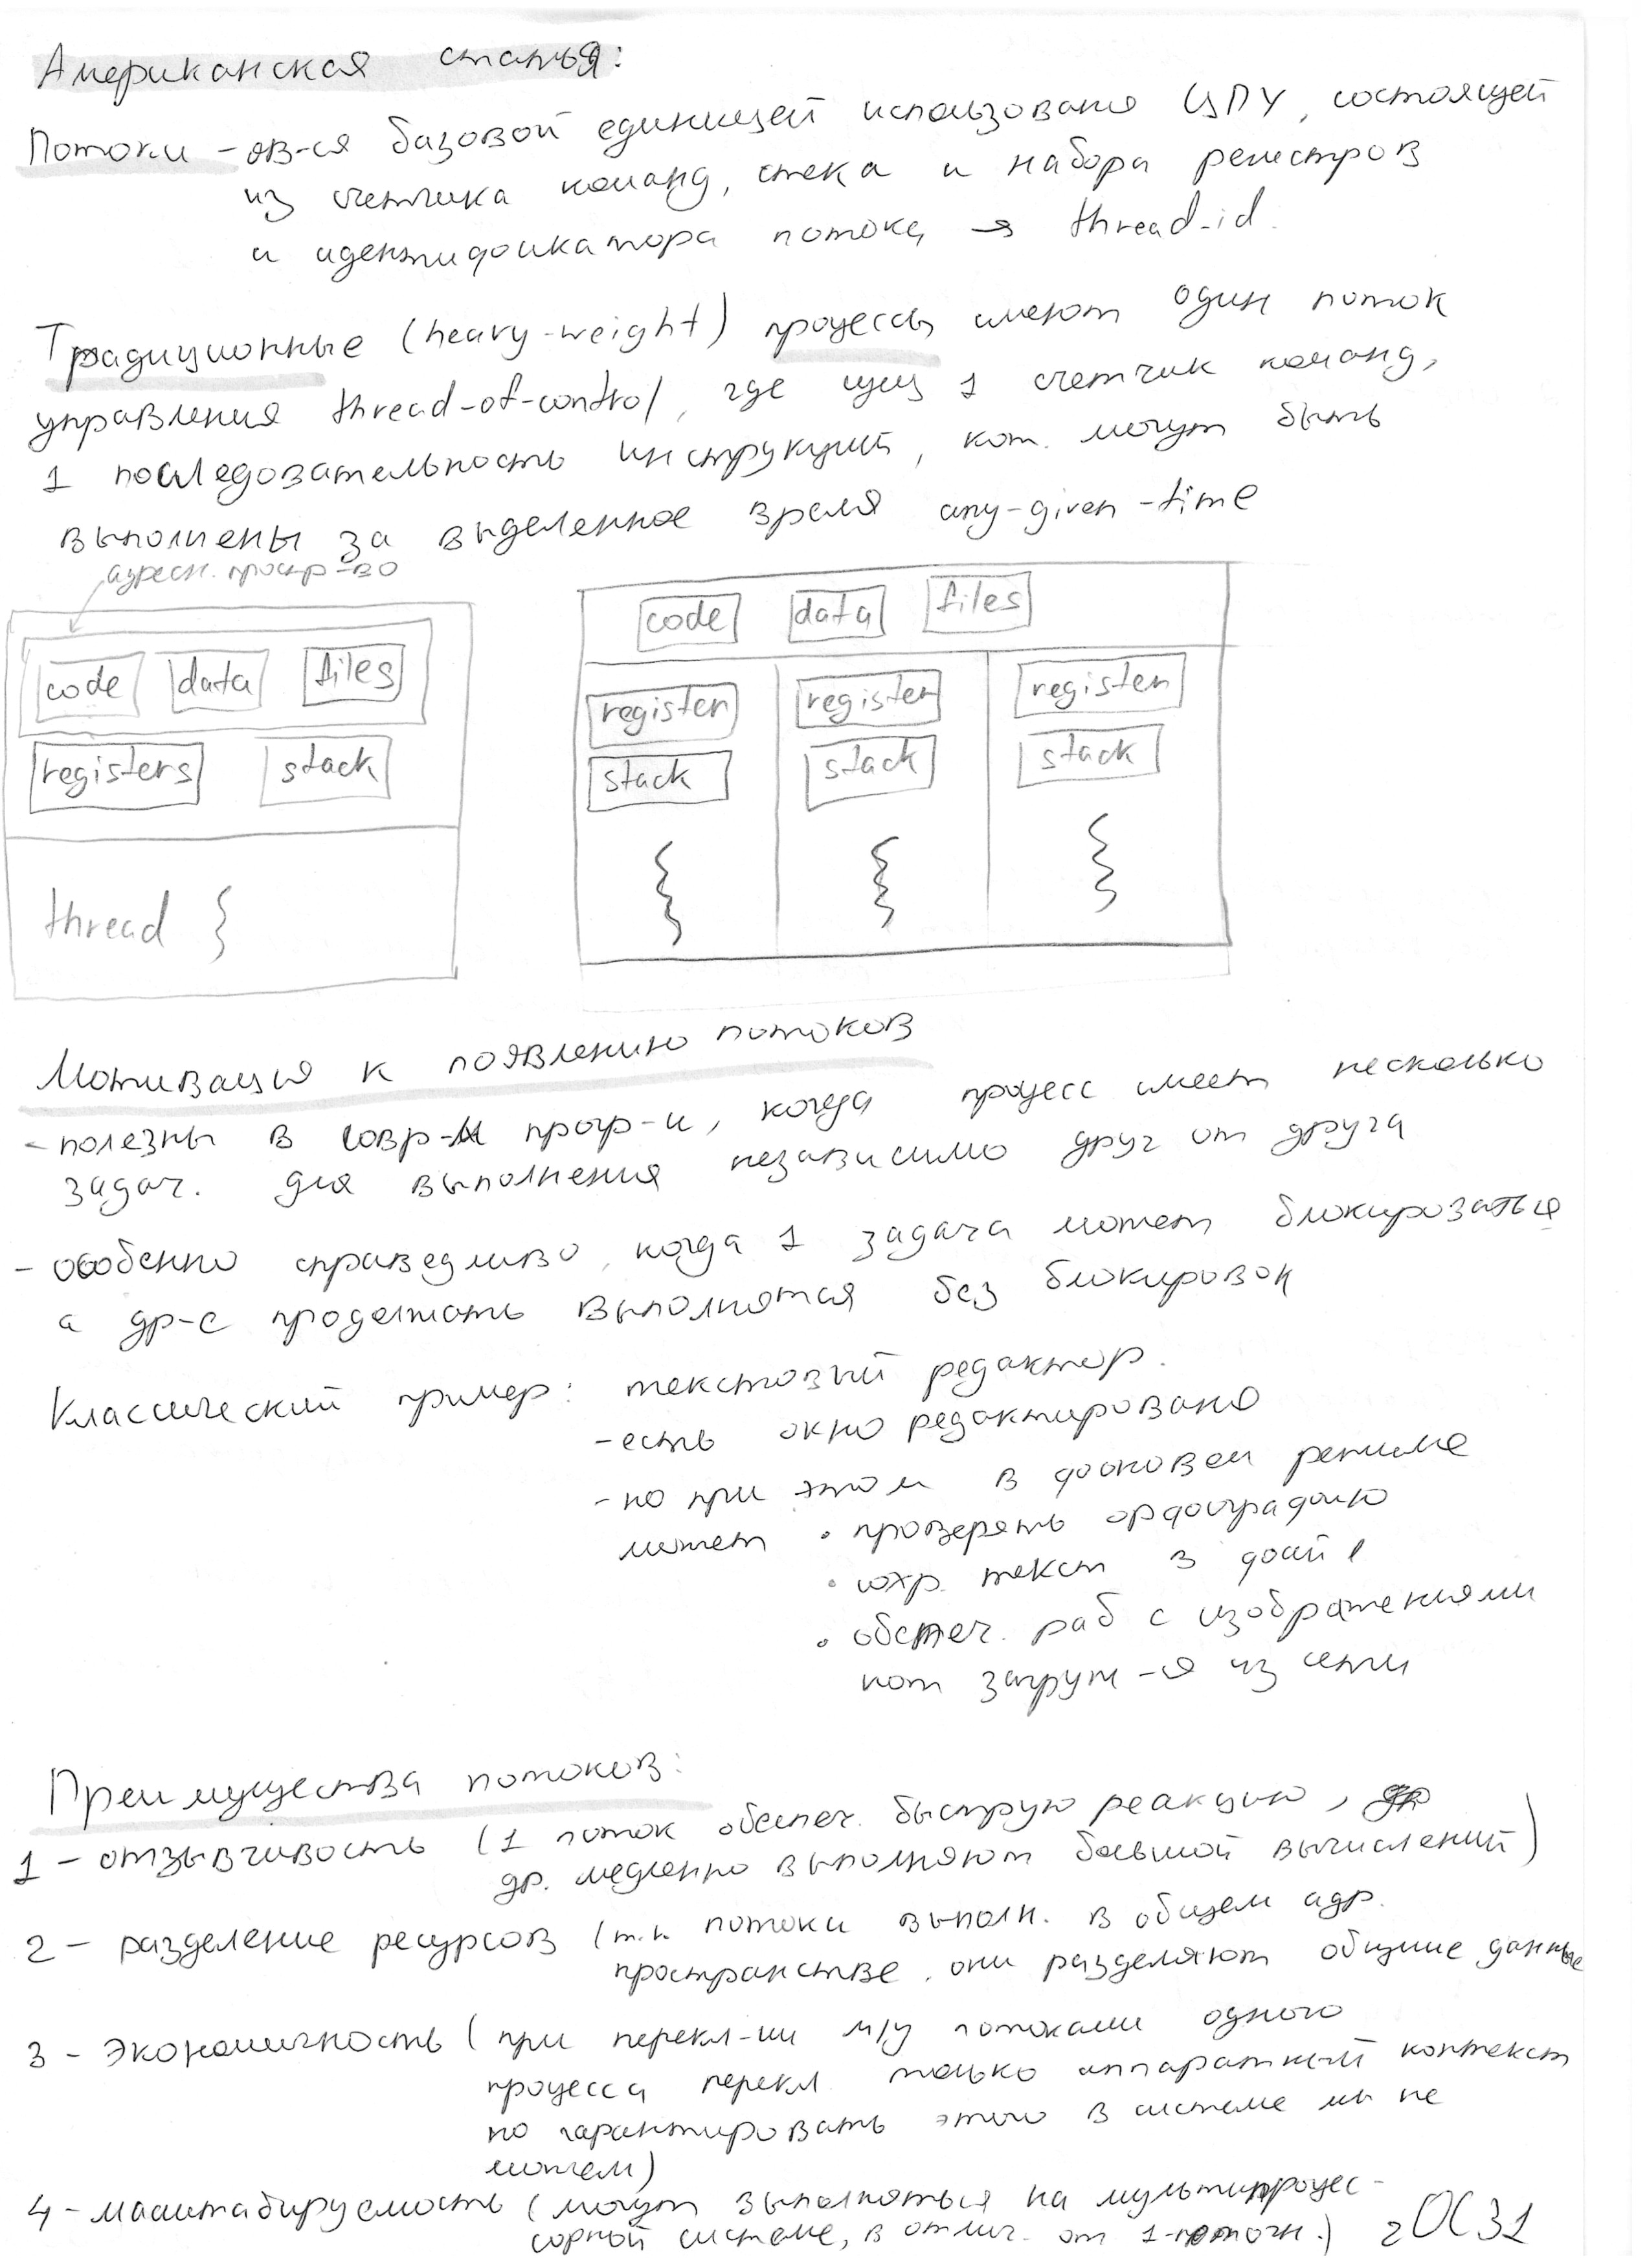 Американская статья:
Потоки - яв-ся базовой единицей использования ЦПУ, состоящей
из счетчика команд, стека и набора регистров
и идентификатора потока → thread-id.
Традиционные (heavy-weight) процессы имеют один поток
управления thread-of-control, где сущ 1 счетчик команд,
1 последовательность инструкций, кот. могут быть
выполнены за выделенное время any-given-time
адресн. простр-во
code data files
registers stack
thread
code data files
register register register
stack stack stack
Мотивация к появлению потоков
- полезны в совр-м прогр-и, когда процесс имеет несколько
задач. для выполнения независимо друг от друга
- особенно справедливо, когда 1 задача может блокироваться
а др-е продолжать выполнятся без блокировок
Классический пример: текстовый редактор.
- есть окно редактирования
- но при этом в фоновом режиме
может • проверять орфографию
• сохр. текст в файл
• обспеч. раб с изображениями
кот загруж-я из сети
Преимущества потоков:
1 - отзывчивость (1 поток обспеч. быструю реакцию,
др. медленно выполняют большой вычислений)
2 - разделение ресурсов (т.к. потоки выполн. в общем адр.
пространстве, они разделяют общие данные
3 - экономичность (при перекл-ии м/у потоками одного
процесса перекл. только аппаратный контекст
но гарантировать этого в системе мы не
можем)
4 - масштабируемость (могут выполняться на мультипроцес-
сорной системе, в отлич. от 1-поточн.)
2ОС31